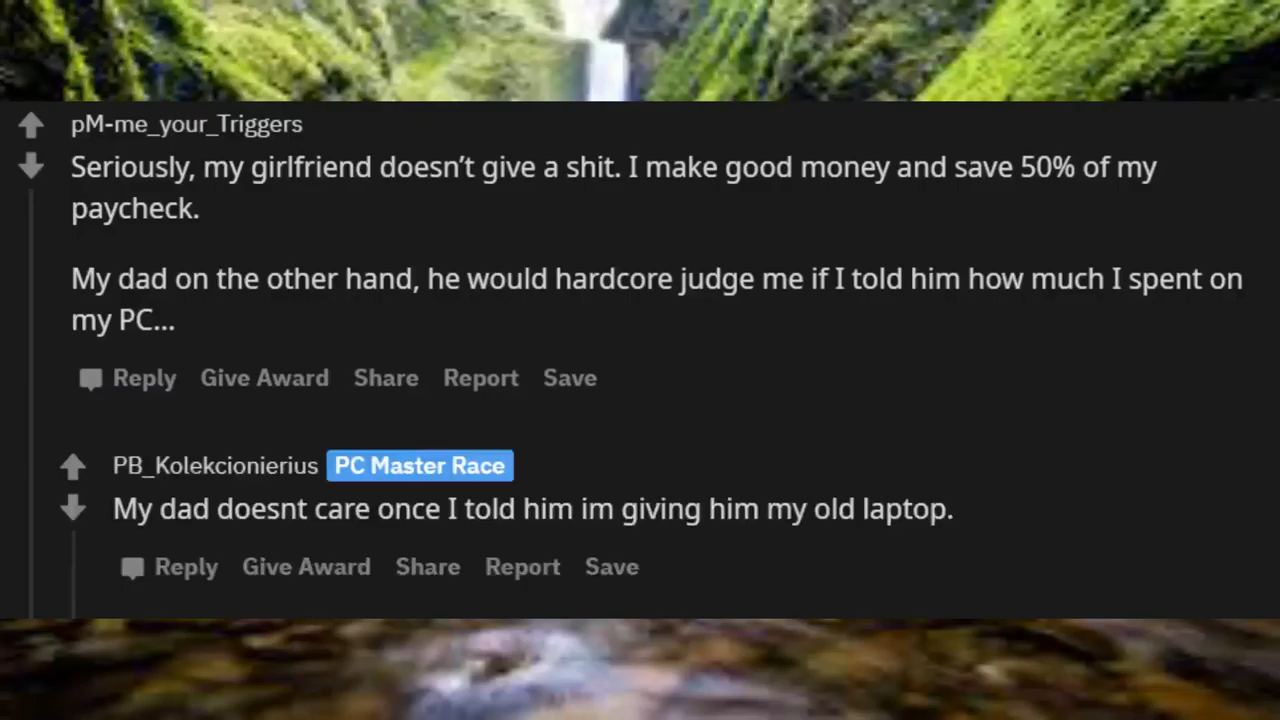 pM-me_your_Triggers
Seriously, my girlfriend doesn’t give a shit. I make good money and save 50% of my
paycheck.
My dad on the other hand, he would hardcore judge me if I told him how much I spent on
my PC...
Reply Give Award Share Report Save
PB_Kolekcionierius PC Master Race
My dad doesnt care once I told him im giving him my old laptop.
Reply Give Award Share Report Save